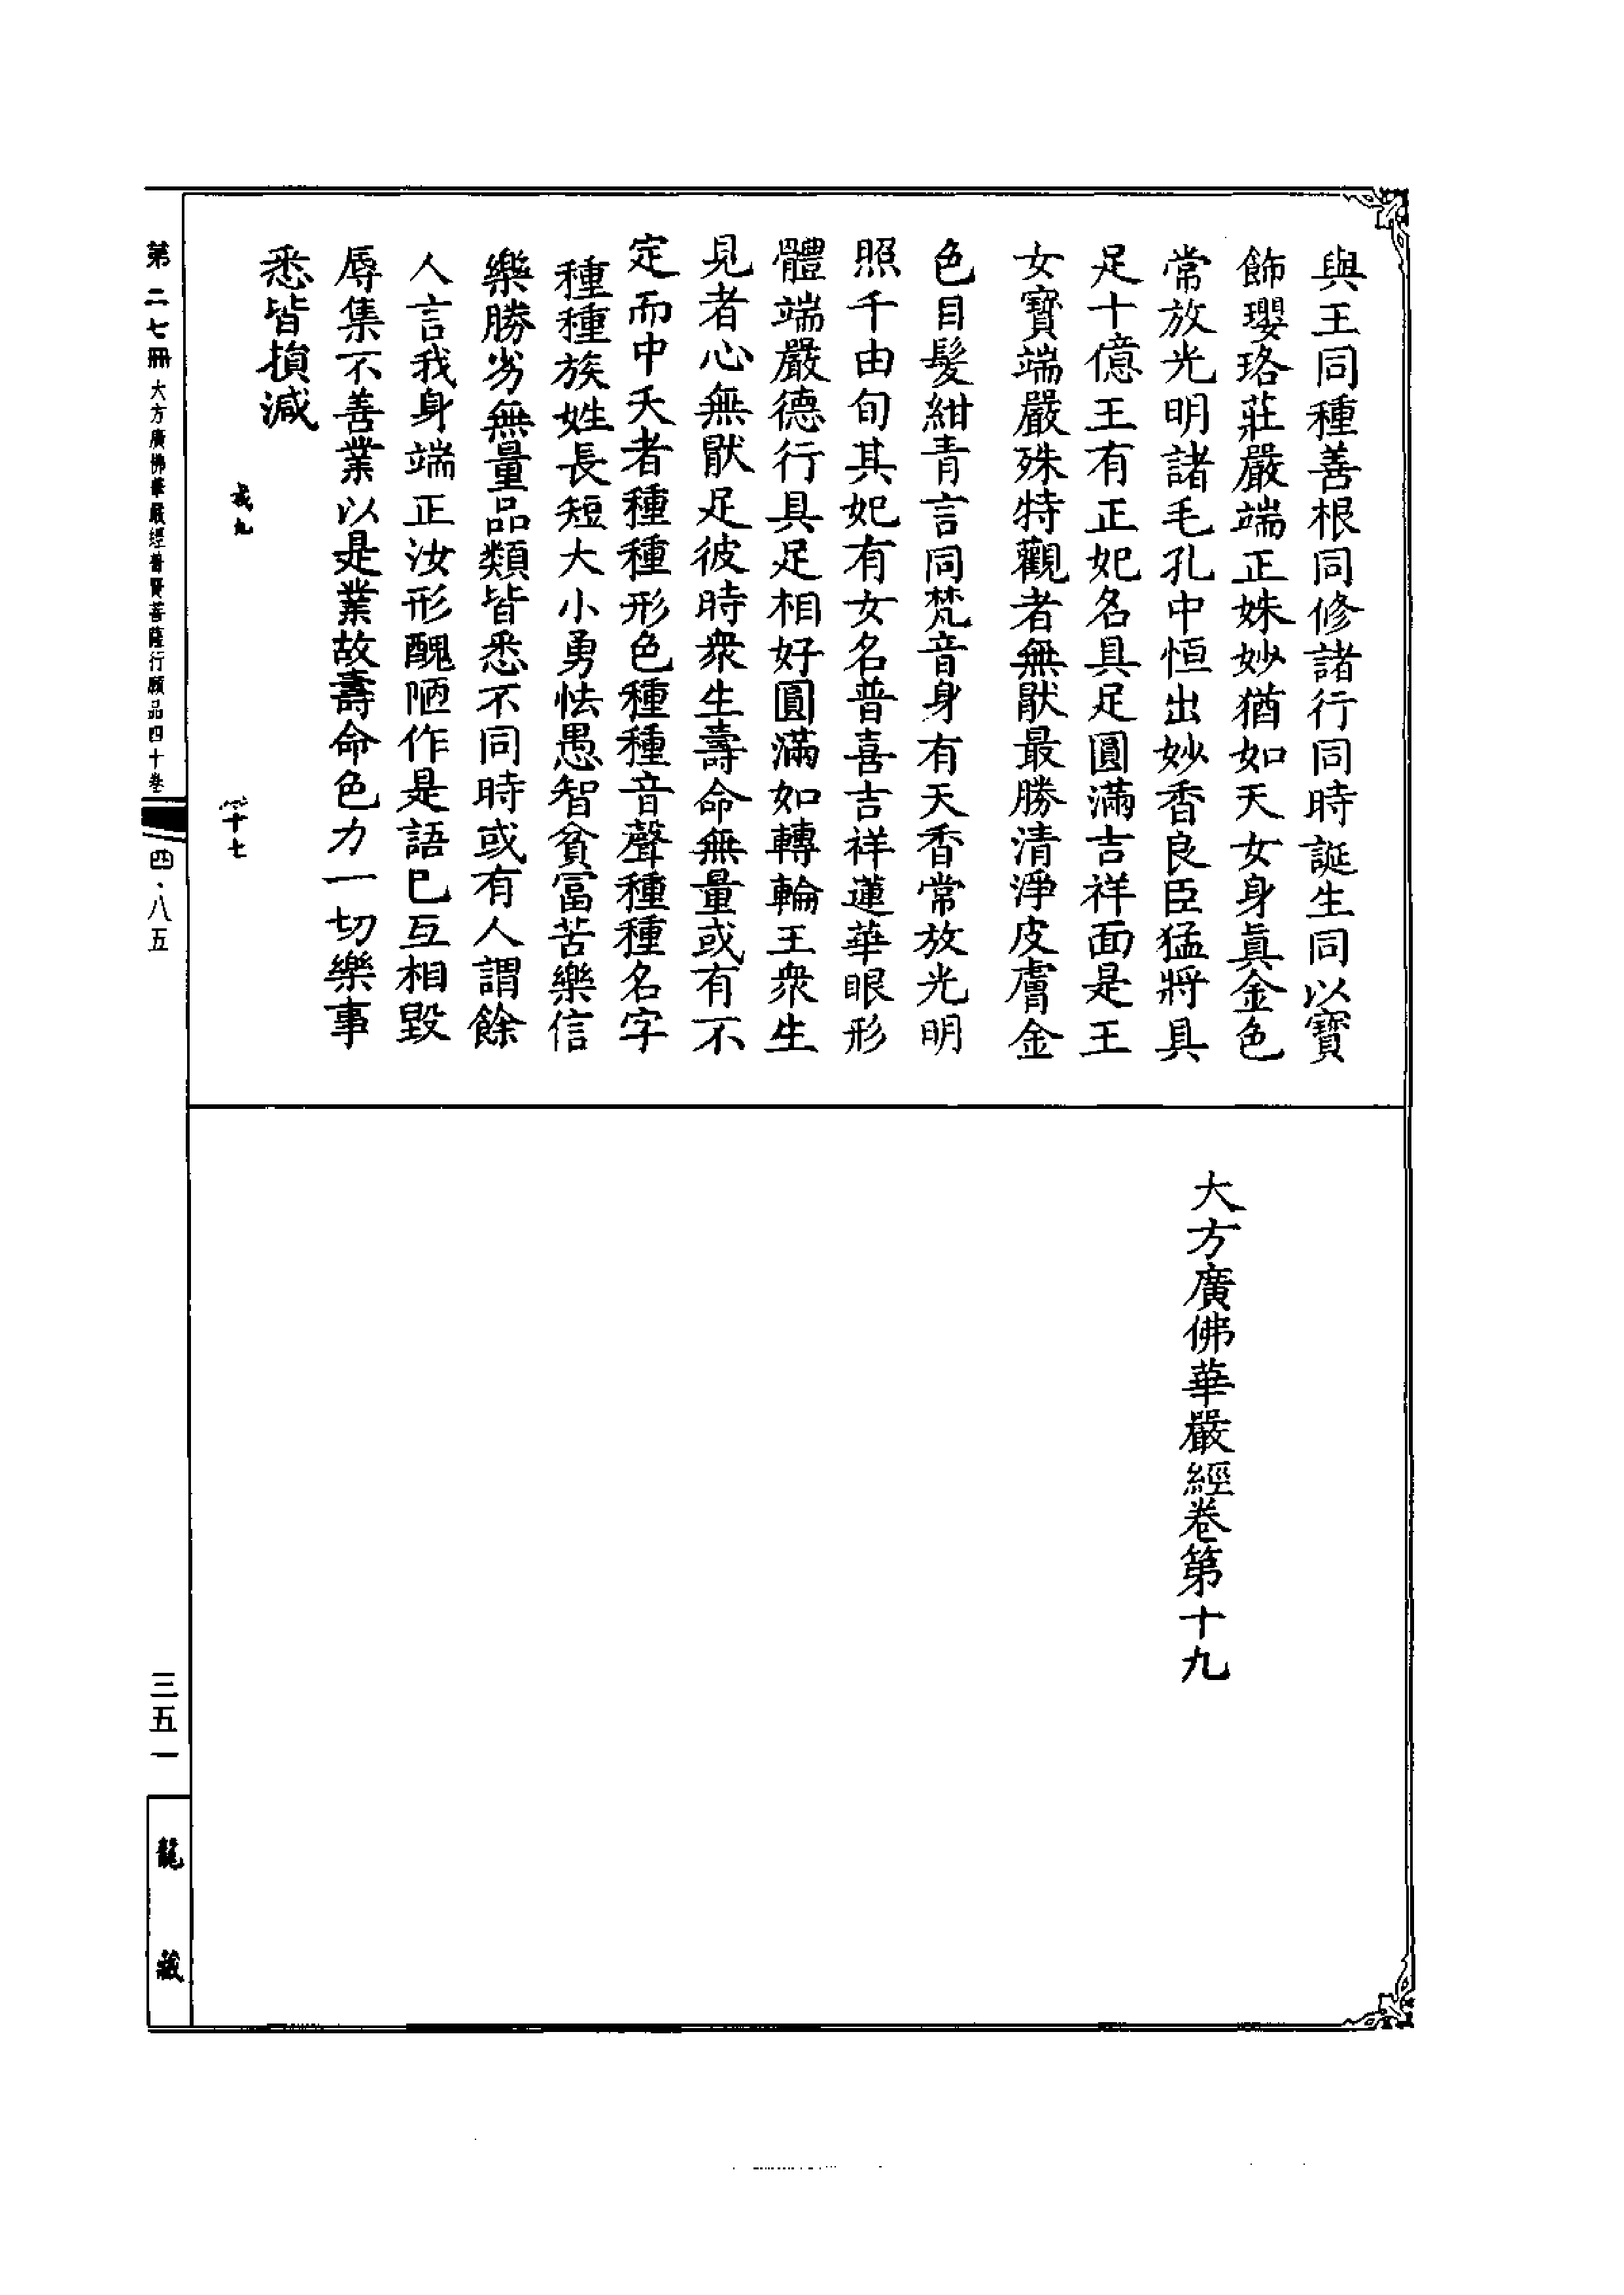 與王同種善根同修諸行同時誕生同以寶
飾瓔珞莊嚴端正姝妙猶如天女身眞金色
常放光明諸毛孔中恒出妙香良臣猛將具
足十億王有正妃名具足圓滿吉祥面是王
女寶端嚴殊特觀者無猒最勝清淨皮膚金
色目髮紺青言同梵音身有天香常放光明
照千由旬其妃有女名普喜吉祥蓮華眼形
體端嚴德行具足相好圓滿如轉輪王衆生
見者心無猒足彼時衆生壽命無量或有不
定而中夭者種種形色種種音聲種種名字
種種族姓長短大小勇怯愚智貧富苦樂信
樂勝劣無量品類皆悉不同時或有人謂餘
人言我身端正汝形醜陋作是語已互相毀
辱集不善業以是業故壽命色力一切樂事
悉皆損減
十七
大方廣佛華嚴經卷第十九
第二七冊 大方廣佛華嚴經普賢菩薩行願品四十卷 四·八五
三五一
龍藏